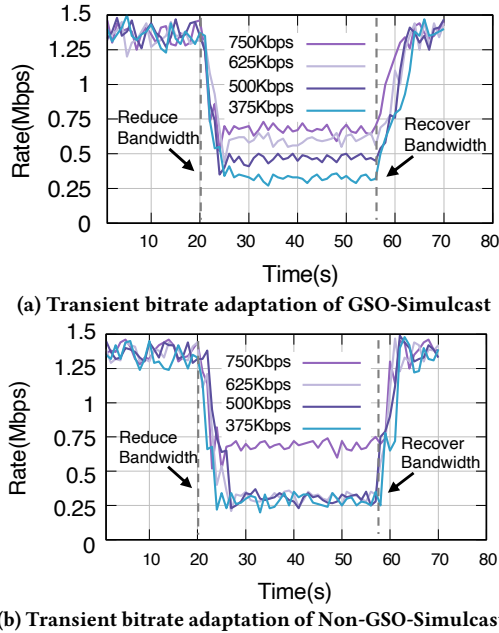 1.5
1.25
1
0.75
0.5
0.25
0
Rate(Mbps)
750Kbps
625Kbps
500Kbps
375Kbps
Reduce
Bandwidth
Recover
Bandwidth
10 20 30 40 50 60 70 80
Time(s)
(a) Transient bitrate adaptation of GSO-Simulcast
1.5
1.25
1
0.75
0.5
0.25
0
Rate(Mbps)
750Kbps
625Kbps
500Kbps
375Kbps
Reduce
Bandwidth
Recover
Bandwidth
10 20 30 40 50 60 70 80
Time(s)
(b) Transient bitrate adaptation of Non-GSO-Simulcas